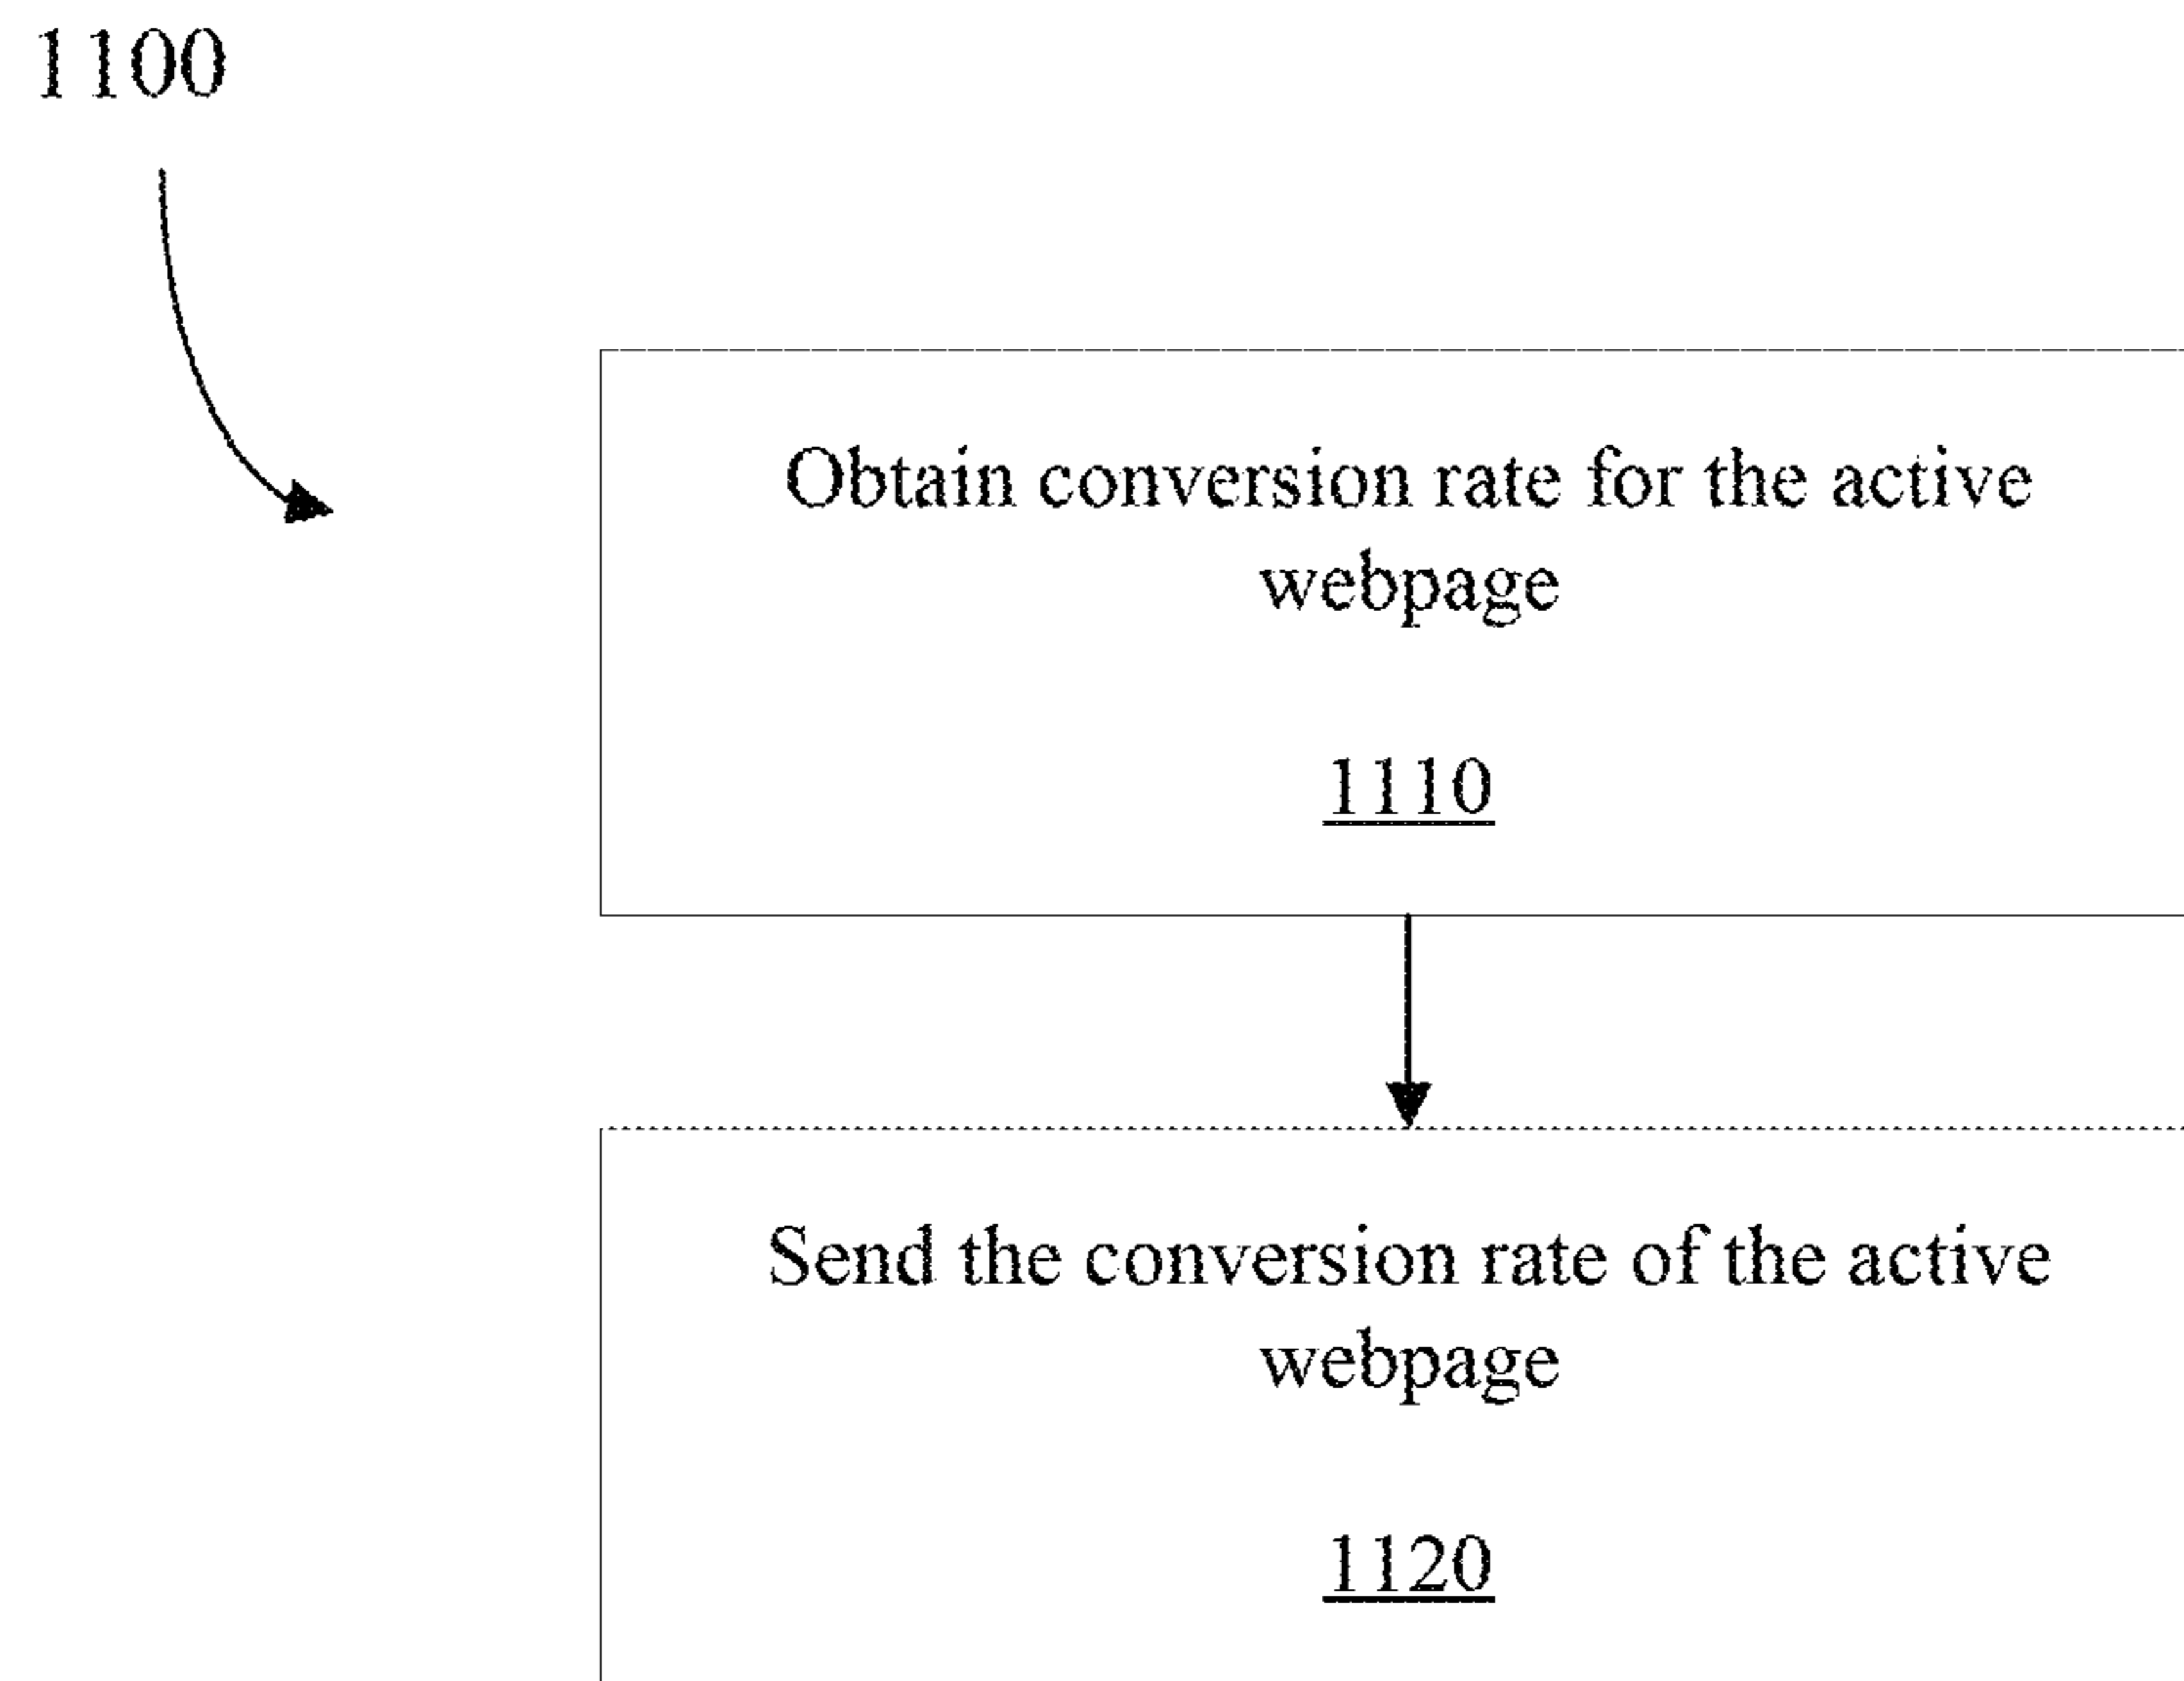 1100
Obtain conversion rate for the active
webpage
1110
Send the conversion rate of the active
webpage
1120